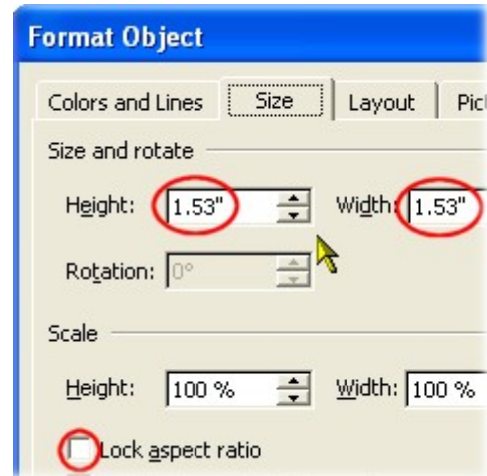 Format Object
Colors and Lines Size Layout
Size and rotate
Height: 1.53" Width: 1.53"
Rotation: 0°
Scale
Height: 100 % Width: 100 %
Lock aspect ratio